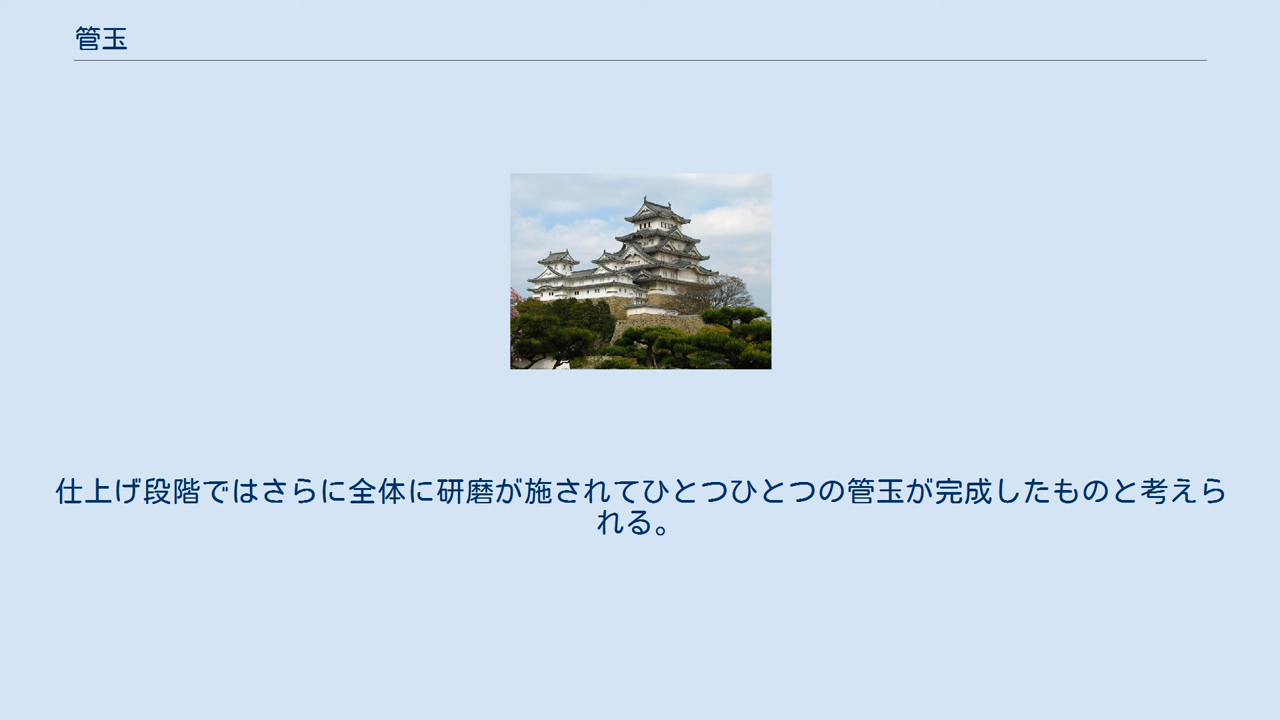 管玉
仕上げ段階ではさらに全体に研磨が施されてひとつひとつの管玉が完成したものと考えら
れる。